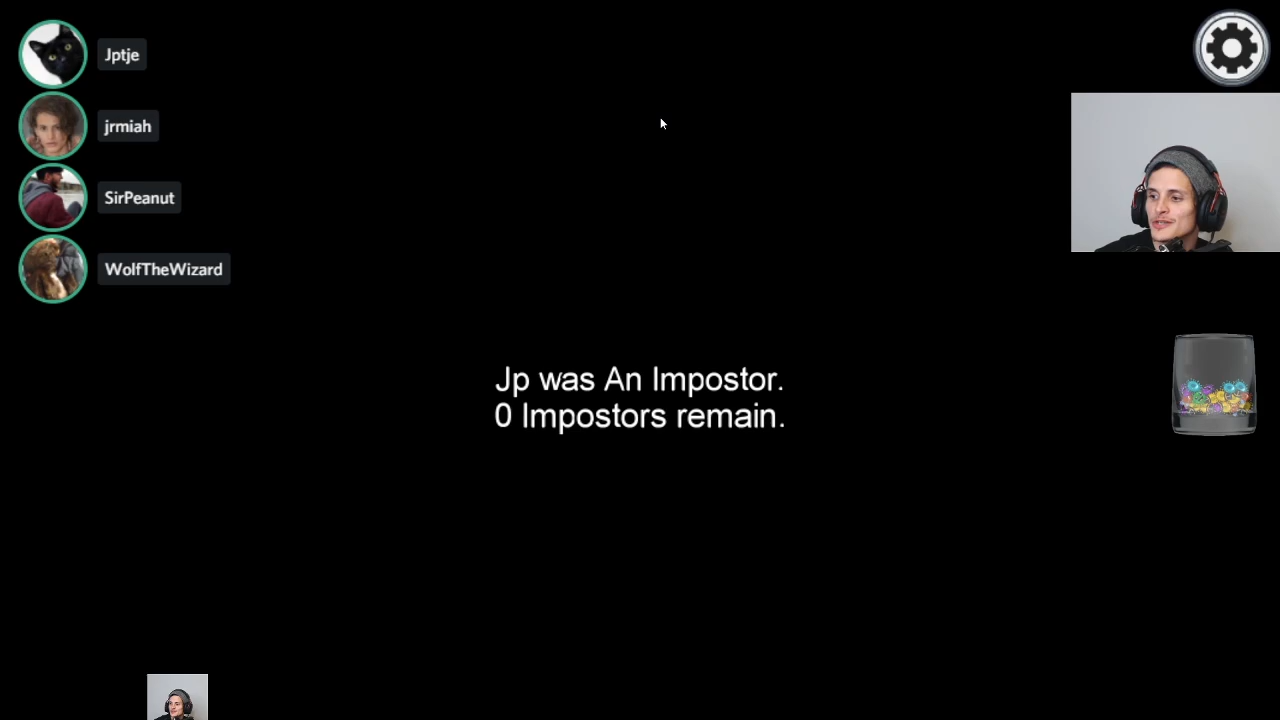 Jptje
jrmiah
SirPeanut
WolfTheWizard
Jp was An Impostor.
0 Impostors remain.